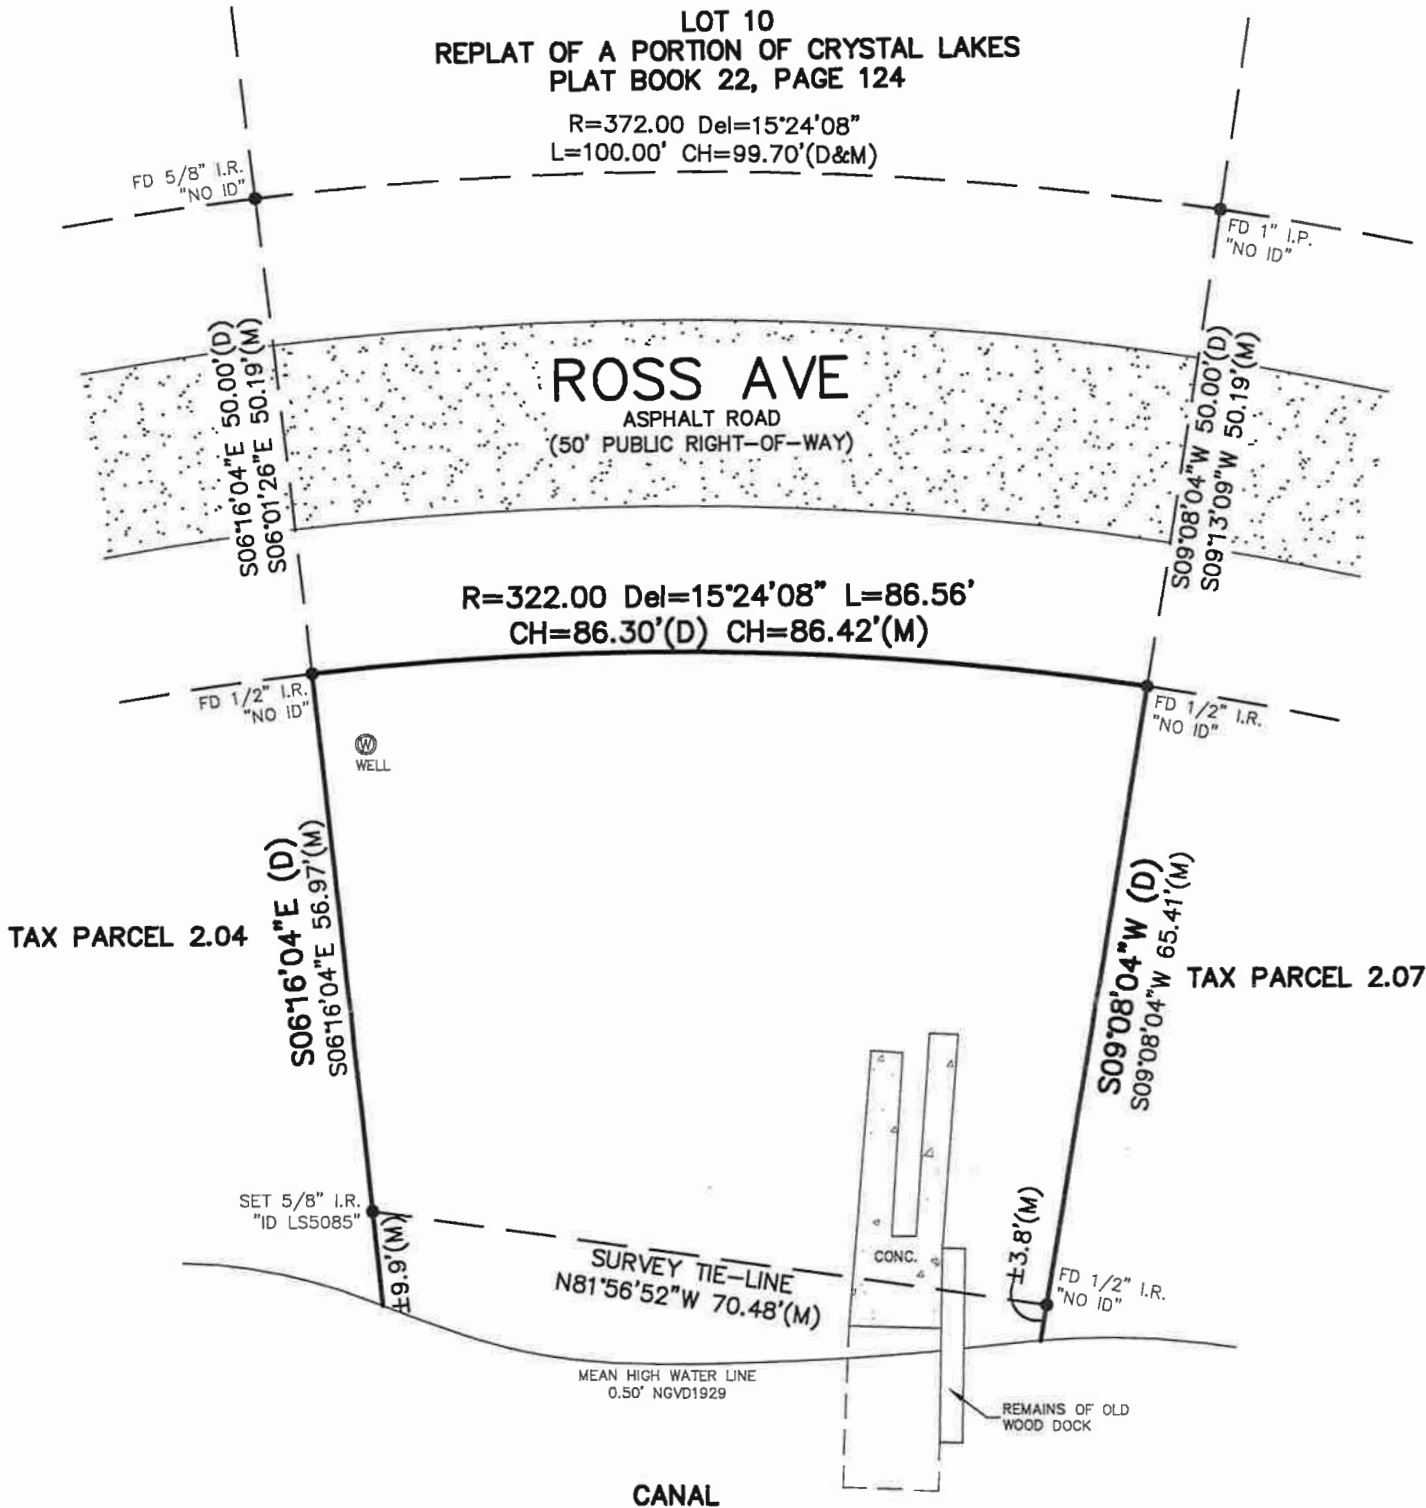 LOT 10
REPLAT OF A PORTION OF CRYSTAL LAKES
PLAT BOOK 22, PAGE 124
R=372.00 Del=15°24'08"
L=100.00' CH=99.70'(D&M)
FD 5/8" I.R.
"NO ID"
FD 1" I.P.
"NO ID"
S06°16'04"E 50.00'(D)
S06°01'26"E 50.19'(M)
ROSS AVE
ASPHALT ROAD
(50' PUBLIC RIGHT-OF-WAY)
S09°08'04"W 50.00'(D)
S09°13'09"W 50.19'(M)
R=322.00 Del=15°24'08" L=86.56'
CH=86.30'(D) CH=86.42'(M)
FD 1/2" I.R.
"NO ID"
FD 1/2" I.R.
"NO ID"
W
WELL
S06°16'04"E (D)
S06°16'04"E 56.97'(M)
TAX PARCEL 2.04
S09°08'04"W (D)
S09°08'04"W 65.41'(M)
TAX PARCEL 2.07
SET 5/8" I.R.
"ID LS5085"
±9.9'(M)
SURVEY TIE-LINE
N81°56'52"W 70.48'(M)
CONC.
±3.8'(M)
FD 1/2" I.R.
"NO ID"
MEAN HIGH WATER LINE
0.50' NGVD1929
REMAINS OF OLD
WOOD DOCK
CANAL